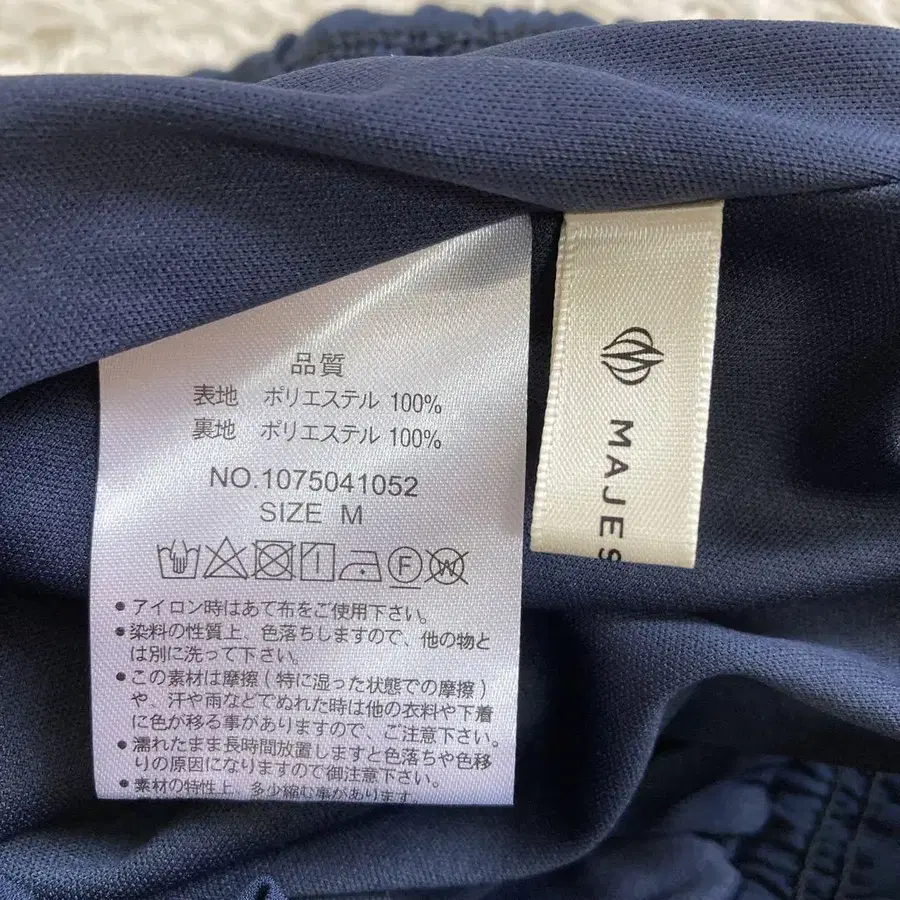 品質
表地 ポリエステル 100%
裏地 ポリエステル 100%
NO.1075041052
SIZE M
F W
• アイロン時はあて布をご使用下さい。
• 染料の性質上、色落ちしますので、他の物と
は別に洗って下さい。
• この素材は摩擦(特に湿った状態での摩擦)
や、汗や雨などでぬれた時は他の衣料や下着
に色が移る事がありますので、ご注意下さい。
• 濡れたまま長時間放置しますと色落ちや色移
りの原因になりますので御注意下さい。
• 素材の特性上、多少縮む事があります
MAJES